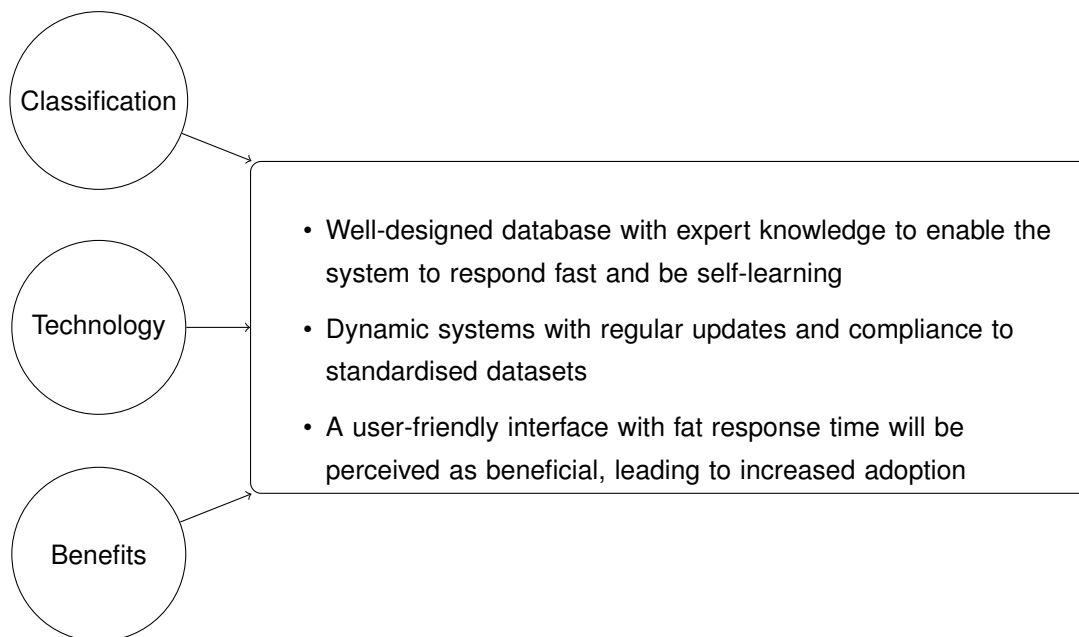 Classification
• Well-designed database with expert knowledge to enable the
system to respond fast and be self-learning
Technology
• Dynamic systems with regular updates and compliance to
standardised datasets
• A user-friendly interface with fat response time will be
perceived as beneficial, leading to increased adoption
Benefits